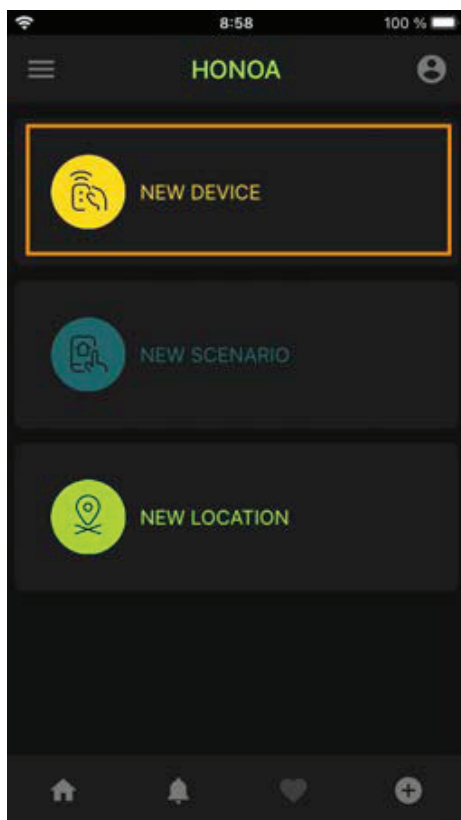 8:58
100 %
HONOA
NEW DEVICE
NEW SCENARIO
NEW LOCATION